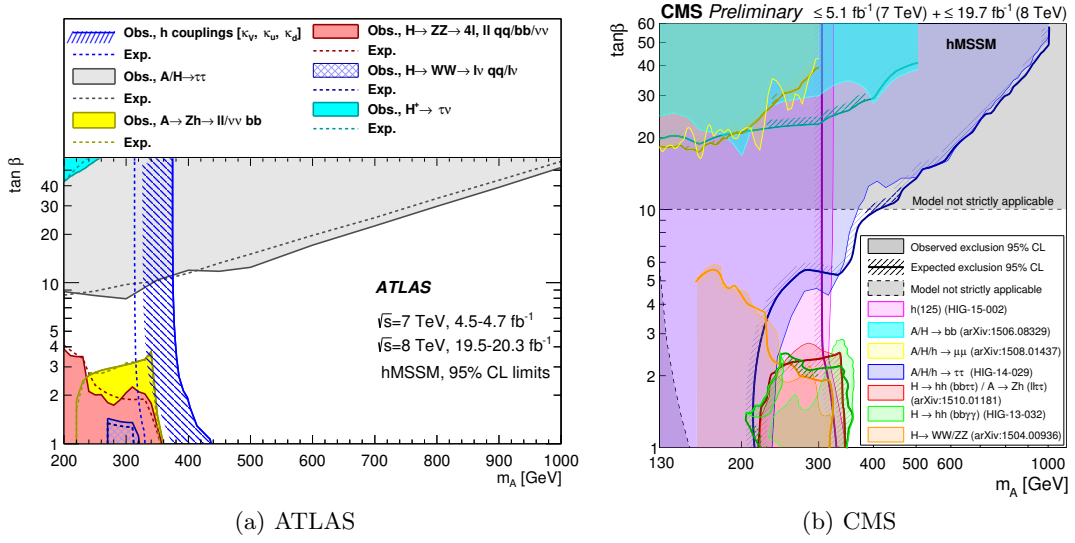 Obs., h couplings [κV, κu, κd]
Exp.
Obs., A/H→ττ
Exp.
Obs., A→ Zh→ ll/νν bb
Exp.
Obs., H→ ZZ→ 4l, ll qq/bb/νν
Exp.
Obs., H→ WW→ lν qq/lν
Exp.
Obs., H⁺→ τν
Exp.
tan β
40
30
20
10
5
4
3
2
1
ATLAS
√s=7 TeV, 4.5-4.7 fb⁻¹
√s=8 TeV, 19.5-20.3 fb⁻¹
hMSSM, 95% CL limits
200 300 400 500 600 700 800 900 1000
mA [GeV]
(a) ATLAS
CMS Preliminary ≤ 5.1 fb⁻¹ (7 TeV) + ≤ 19.7 fb⁻¹ (8 TeV)
tanβ
60
50
40
30
20
10
6
5
4
3
2
1
hMSSM
Model not strictly applicable
Observed exclusion 95% CL
Expected exclusion 95% CL
Model not strictly applicable
h(125) (HIG-15-002)
A/H→ bb (arXiv:1506.08329)
A/H/h→ μμ (arXiv:1508.01437)
A/H/h→ ττ (HIG-14-029)
H→ hh (bbττ) / A→ Zh (llττ)
(arXiv:1510.01181)
H→ hh (bbγγ) (HIG-13-032)
H→ WW/ZZ (arXiv:1504.00936)
130 200 300 400 500 1000
mA [GeV]
(b) CMS